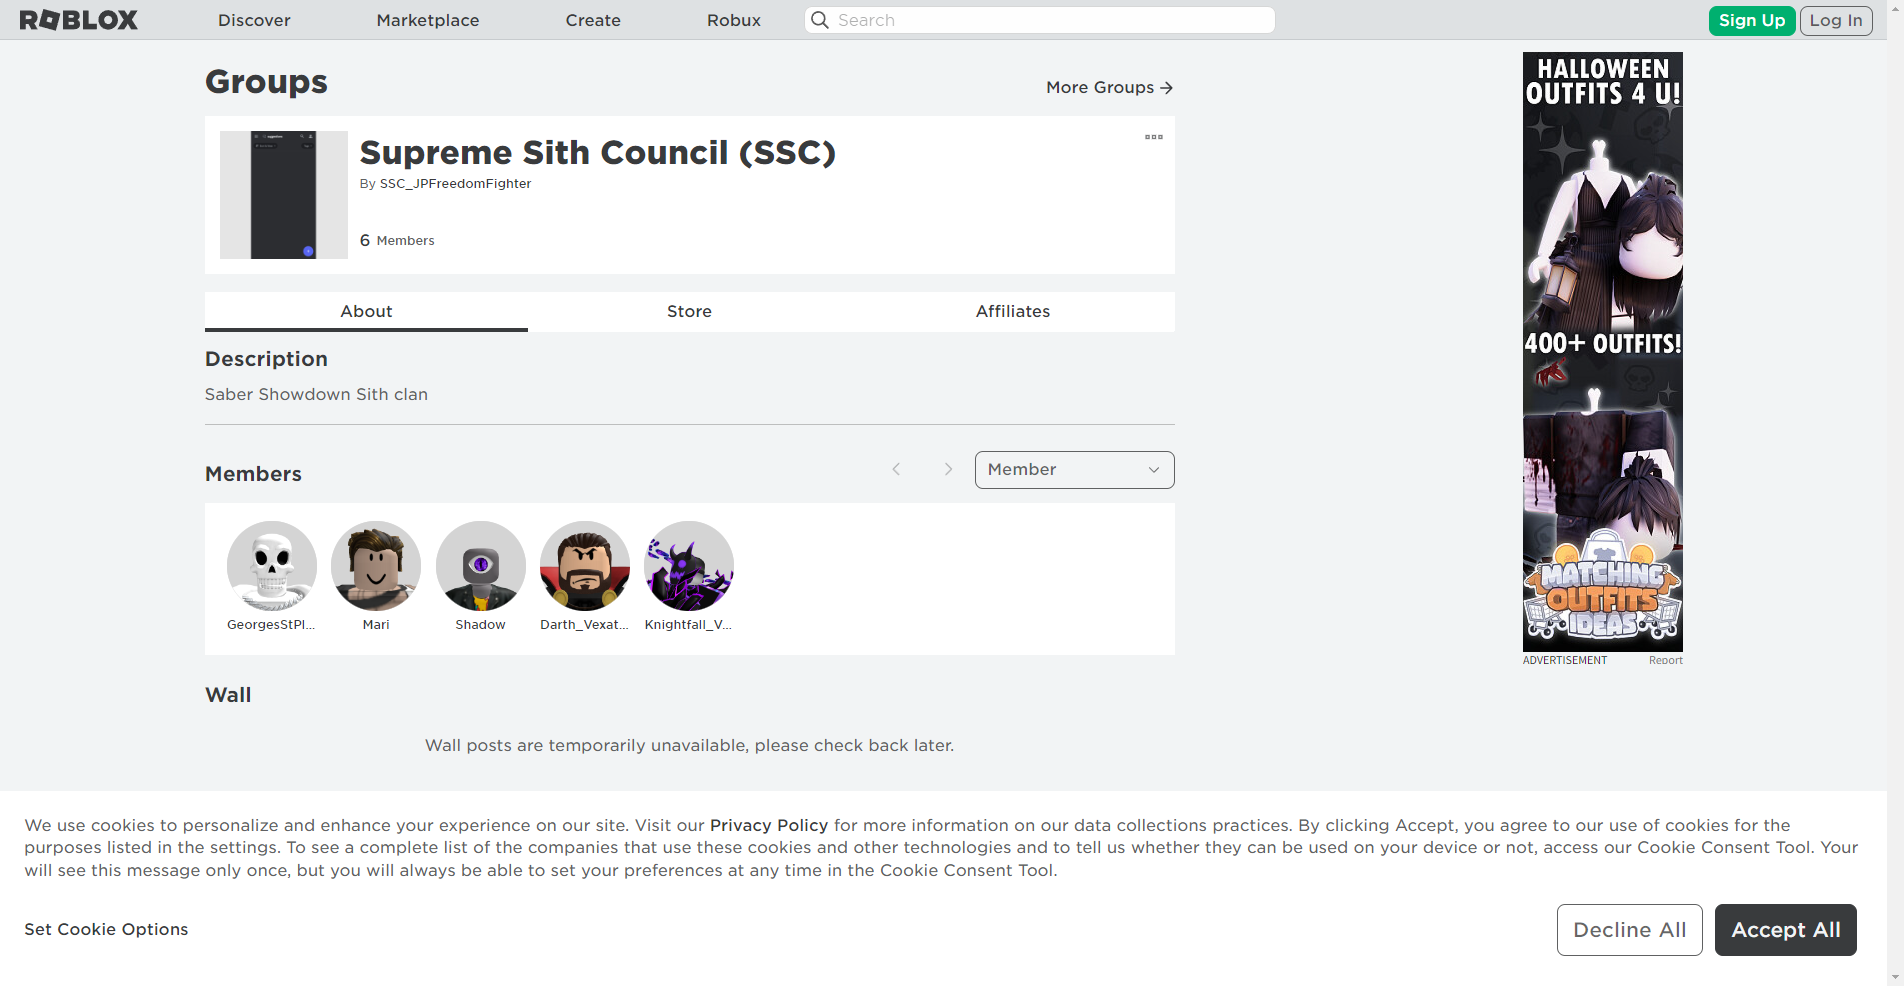 ROBLOX
Discover
Marketplace
Create
Robux
Search
Sign Up
Log In
Groups
More Groups
Supreme Sith Council (SSC)
By SSC_JPFreedomFighter
6 Members
About
Store
Affiliates
Description
Saber Showdown Sith clan
Members
Member
GeorgesStPl...
Mari
Shadow
Darth_Vexat...
Knightfall_V...
Wall
Wall posts are temporarily unavailable, please check back later.
HALLOWEEN
OUTFITS 4 U!
400+ OUTFITS!
MATCHING
OUTFITS
IDEAS
ADVERTISEMENT
Report
We use cookies to personalize and enhance your experience on our site. Visit our Privacy Policy for more information on our data collections practices. By clicking Accept, you agree to our use of cookies for the
purposes listed in the settings. To see a complete list of the companies that use these cookies and other technologies and to tell us whether they can be used on your device or not, access our Cookie Consent Tool. Your
will see this message only once, but you will always be able to set your preferences at any time in the Cookie Consent Tool.
Set Cookie Options
Decline All
Accept All